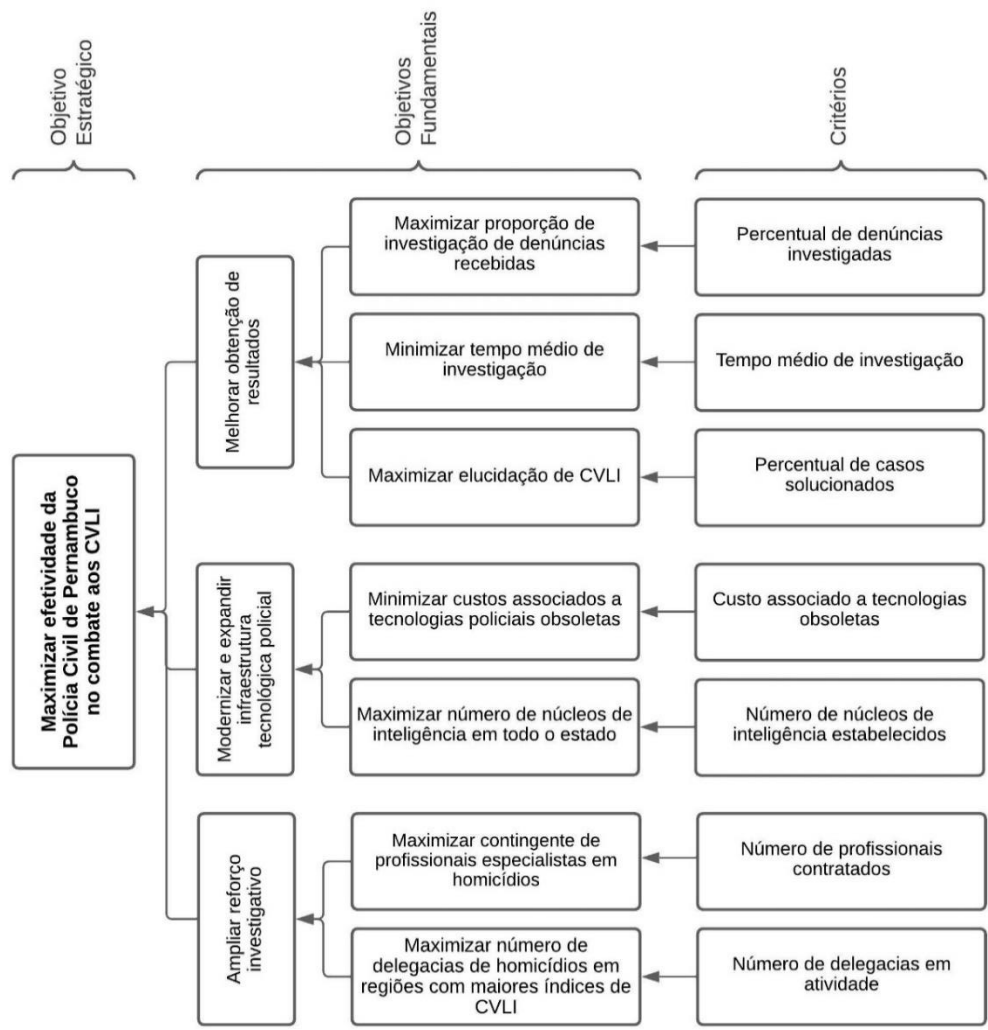 Maximizar efetividade da
Polícia Civil de Pernambuco
no combate aos CVLI
Objetivo
Estratégico
Ampliar reforço
investigativo
Modernizar e expandir
infraestrutura
tecnológica policial
Melhorar obtenção de
resultados
Maximizar número de
delegacias de homicídios em
regiões com maiores índices de
CVLI
Maximizar contingente de
profissionais especialistas em
homicídios
Maximizar número de núcleos de
inteligência em todo o estado
Minimizar custos associados a
tecnologias policiais obsoletas
Maximizar elucidação de CVLI
Minimizar tempo médio de
investigação
Maximizar proporção de
investigação de denúncias
recebidas
Objetivos
Fundamentais
Número de delegacias em
atividade
Número de profissionais
contratados
Número de núcleos de
inteligência estabelecidos
Custo associado a tecnologias
obsoletas
Percentual de casos
solucionados
Tempo médio de investigação
Percentual de denúncias
investigadas
Critérios